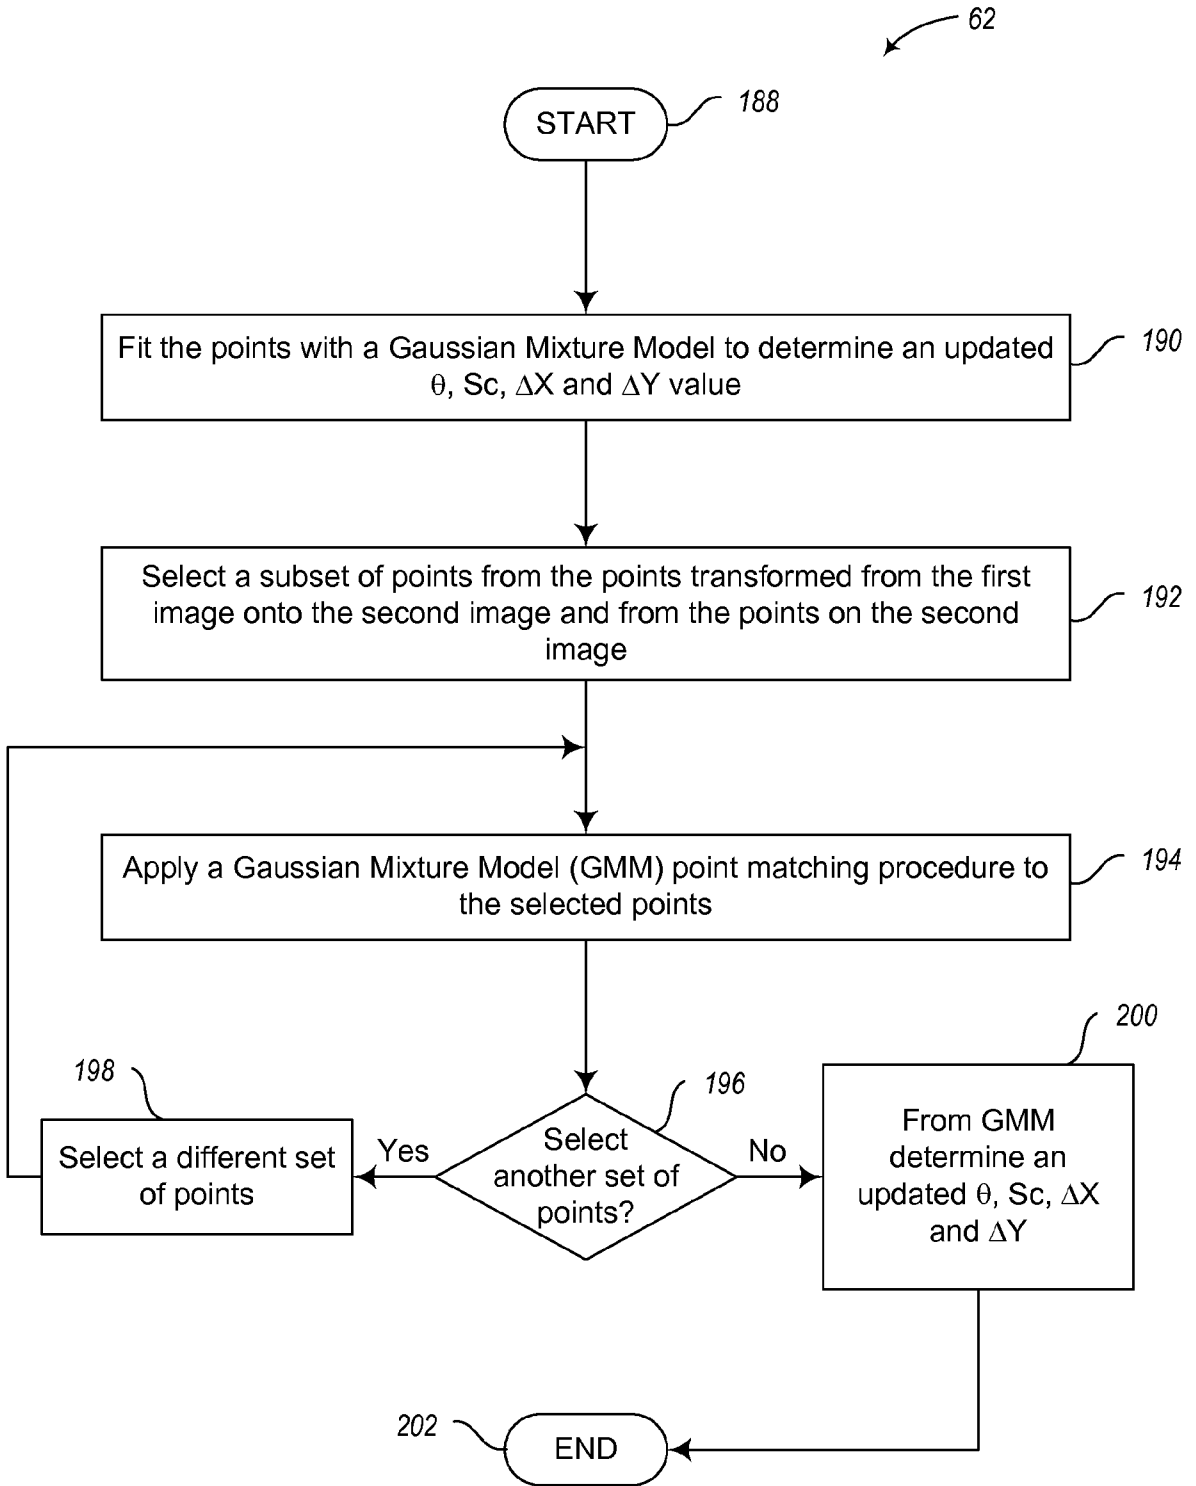 62
START
188
Fit the points with a Gaussian Mixture Model to determine an updated
θ, Sc, ΔX and ΔY value
190
Select a subset of points from the points transformed from the first
image onto the second image and from the points on the second
image
192
Apply a Gaussian Mixture Model (GMM) point matching procedure to
the selected points
194
196
Select
another set of
points?
Yes
No
198
Select a different set
of points
200
From GMM
determine an
updated θ, Sc, ΔX
and ΔY
202
END